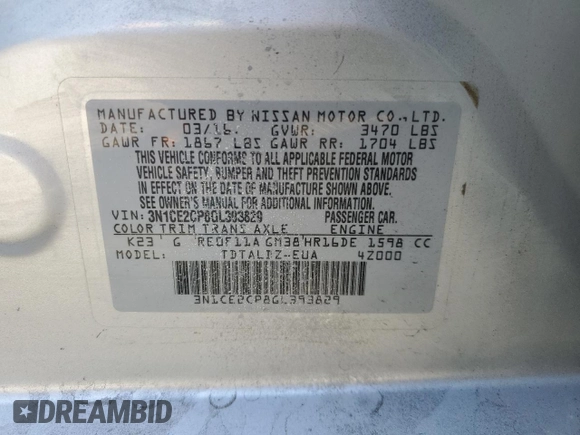 MANUFACTURED BY NISSAN MOTOR CO., LTD.
DATE: 03/16. GVWR: 3470 LBS
GAWR FR: 1867 LBS GAWR RR: 1704 LBS
THIS VEHICLE CONFORMS TO ALL APPLICABLE FEDERAL MOTOR
VEHICLE SAFETY, BUMPER, AND THEFT PREVENTION STANDARDS
IN EFFECT ON THE DATE OF MANUFACTURE SHOWN ABOVE.
SEE OWNER'S MANUAL FOR ADDITIONAL INFORMATION.
VIN: 3N1CE2CP8GL393829 PASSENGER CAR.
COLOR TRIM TRANS AXLE ENGINE
K23 G RE0F11A GM38 HR16DE 1598 CC
MODEL: TDTALDZ-EUA 4Z000
3N1CE2CP8GL393829
DREAMBID